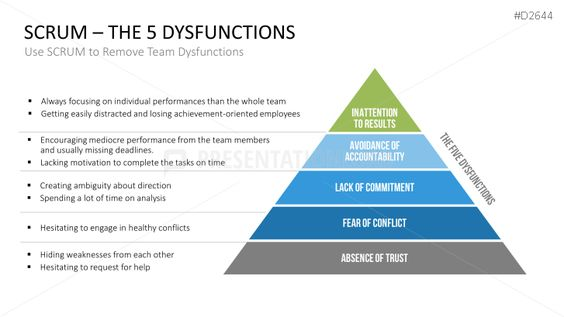 #D2644
SCRUM – THE 5 DYSFUNCTIONS
Use SCRUM to Remove Team Dysfunctions
▪ Always focusing on individual performances than the whole team
▪ Getting easily distracted and losing achievement-oriented employees
INATTENTION
TO RESULTS
▪ Encouraging mediocre performance from the team members
and usually missing deadlines.
▪ Lacking motivation to complete the tasks on time
AVOIDANCE OF
ACCOUNTABILITY
THE FIVE DYSFUNCTIONS
▪ Creating ambiguity about direction
▪ Spending a lot of time on analysis
LACK OF COMMITMENT
▪ Hesitating to engage in healthy conflicts
FEAR OF CONFLICT
▪ Hiding weaknesses from each other
▪ Hesitating to request for help
ABSENCE OF TRUST